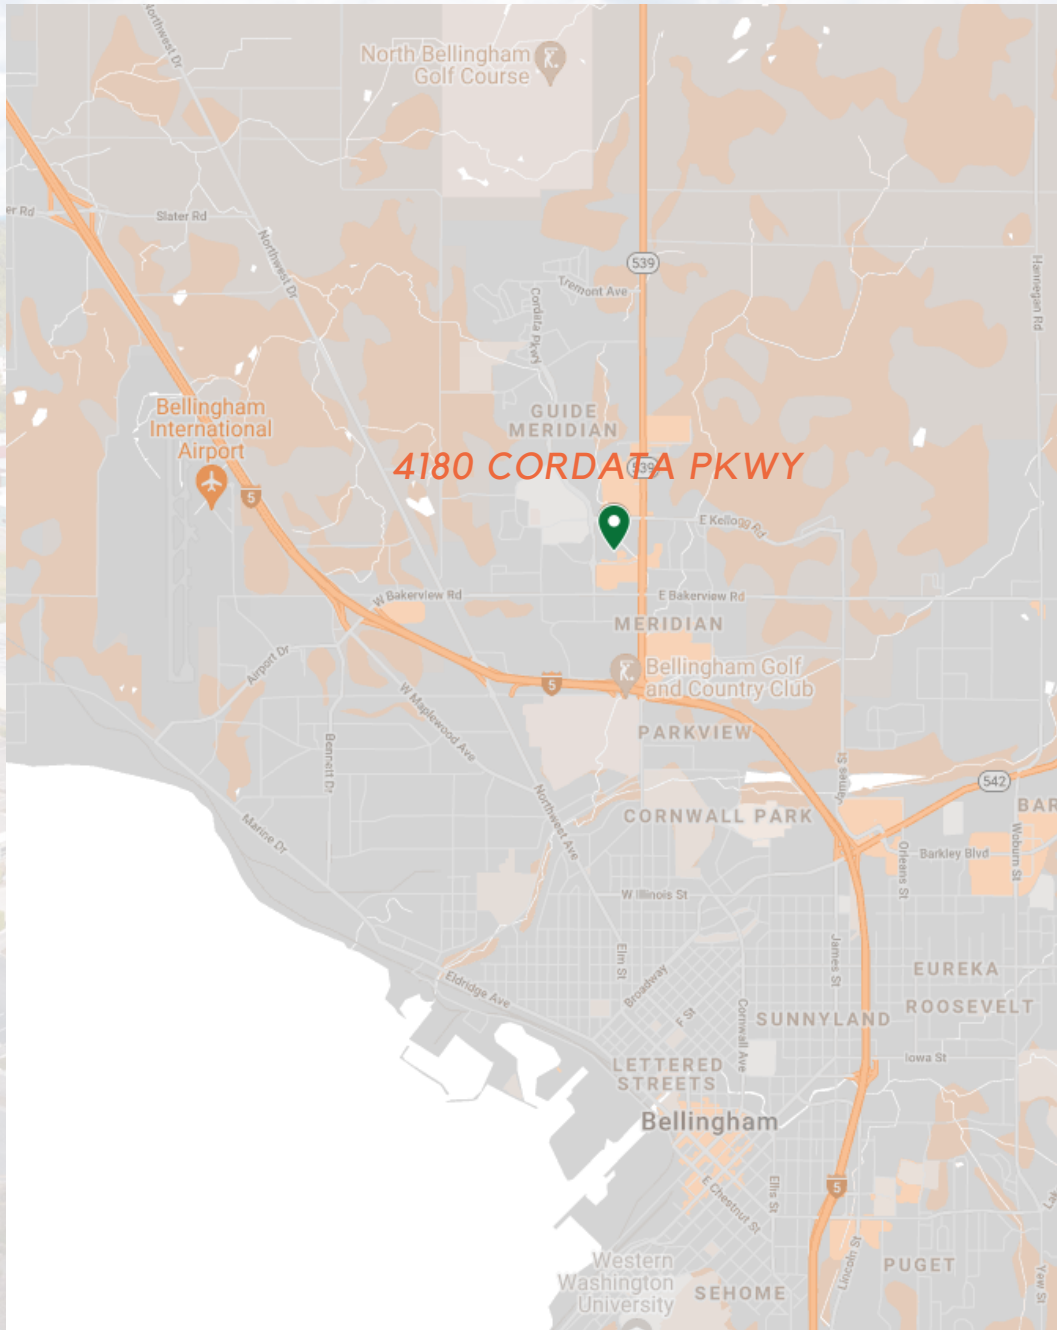 Northwest Dr
North Bellingham
Golf Course
er Rd
Slater Rd
Northwest Dr
539
Tremont Ave
Cordata Pkwy
Hannegan Rd
Bellingham
International
Airport
GUIDE
MERIDIAN
4180 CORDATA PKWY
539
5
E Kellogg Rd
W Bakerview Rd
E Bakerview Rd
MERIDIAN
Airport Dr
Bellingham Golf
and Country Club
5
W Maplewood Ave
PARKVIEW
Bennett Dr
James St
542
Northwest Ave
CORNWALL PARK
BAR
Marine Dr
Orleans St
Barkley Blvd
Woburn St
W Illinois St
Elm St
Broadway
James St
EUREKA
Eldridge Ave
F St
Cornwall Ave
SUNNYLAND
ROOSEVELT
LETTERED
STREETS
Iowa St
Bellingham
E Chestnut St
Ellis St
5
Lincoln St
Western
Washington
University
SEHOME
PUGET
Yew St